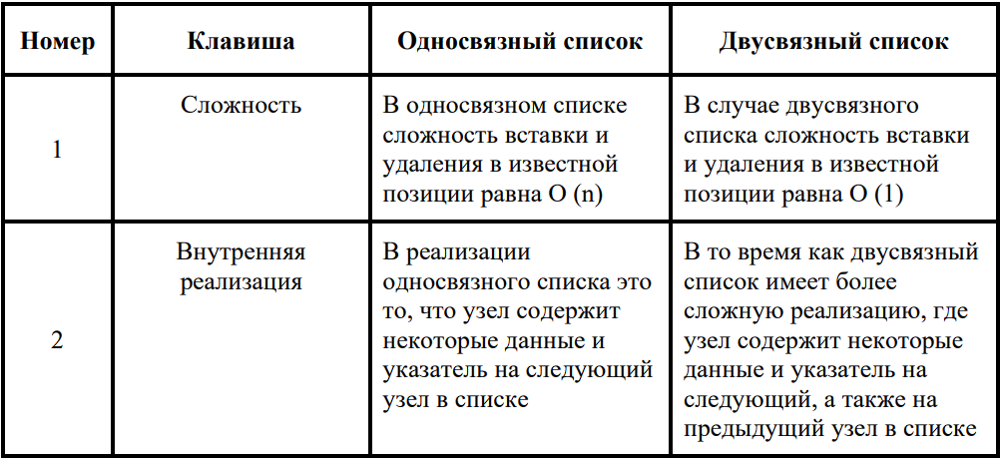 Номер
Клавиша
Односвязный список
Двусвязный список
1
Сложность
В односвязном списке
сложность вставки и
удаления в известной
позиции равна O (n)
В случае двусвязного
списка сложность вставки
и удаления в известной
позиции равна O (1)
2
Внутренняя
реализация
В реализации
односвязного списка это
то, что узел содержит
некоторые данные и
указатель на следующий
узел в списке
В то время как двусвязный
список имеет более
сложную реализацию, где
узел содержит некоторые
данные и указатель на
следующий, а также на
предыдущий узел в списке